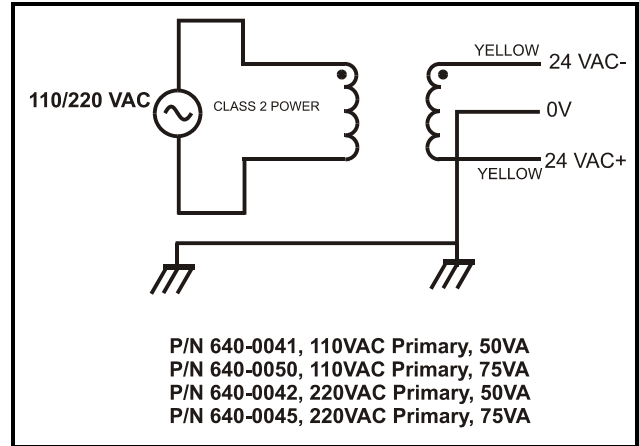 YELLOW
24 VAC-
110/220 VAC
CLASS 2 POWER
0V
24 VAC+
YELLOW
P/N 640-0041, 110VAC Primary, 50VA
P/N 640-0050, 110VAC Primary, 75VA
P/N 640-0042, 220VAC Primary, 50VA
P/N 640-0045, 220VAC Primary, 75VA